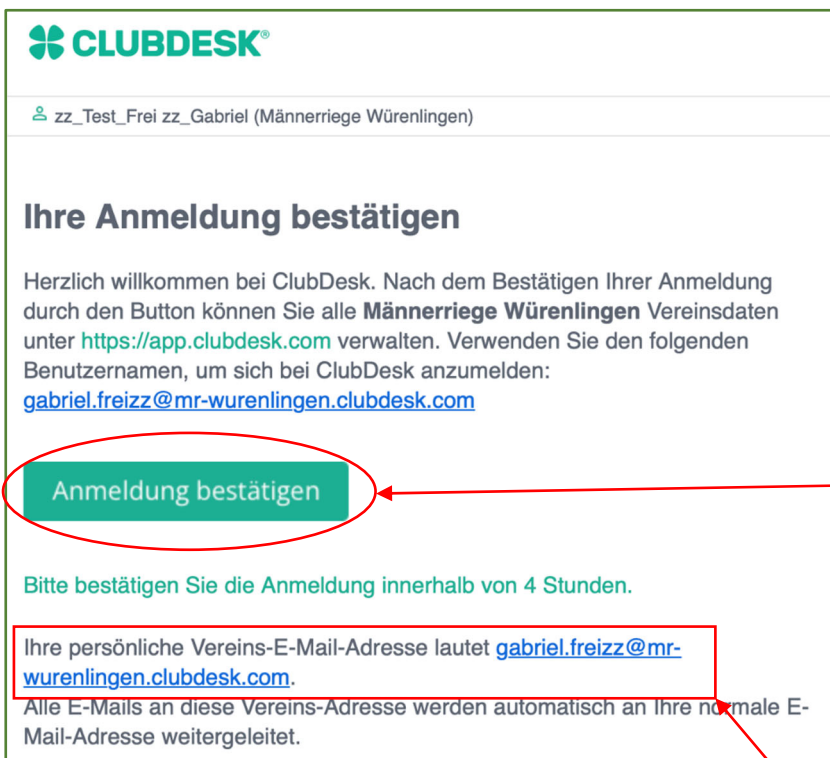 CLUBDESK®
zz_Test_Frei zz_Gabriel (Männerriege Würenlingen)
Ihre Anmeldung bestätigen
Herzlich willkommen bei ClubDesk. Nach dem Bestätigen Ihrer Anmeldung
durch den Button können Sie alle Männerriege Würenlingen Vereinsdaten
unter https://app.clubdesk.com verwalten. Verwenden Sie den folgenden
Benutzernamen, um sich bei ClubDesk anzumelden:
gabriel.freizz@mr-wurenlingen.clubdesk.com
Anmeldung bestätigen
Bitte bestätigen Sie die Anmeldung innerhalb von 4 Stunden.
Ihre persönliche Vereins-E-Mail-Adresse lautet gabriel.freizz@mr-
wurenlingen.clubdesk.com.
Alle E-Mails an diese Vereins-Adresse werden automatisch an Ihre normale E-
Mail-Adresse weitergeleitet.